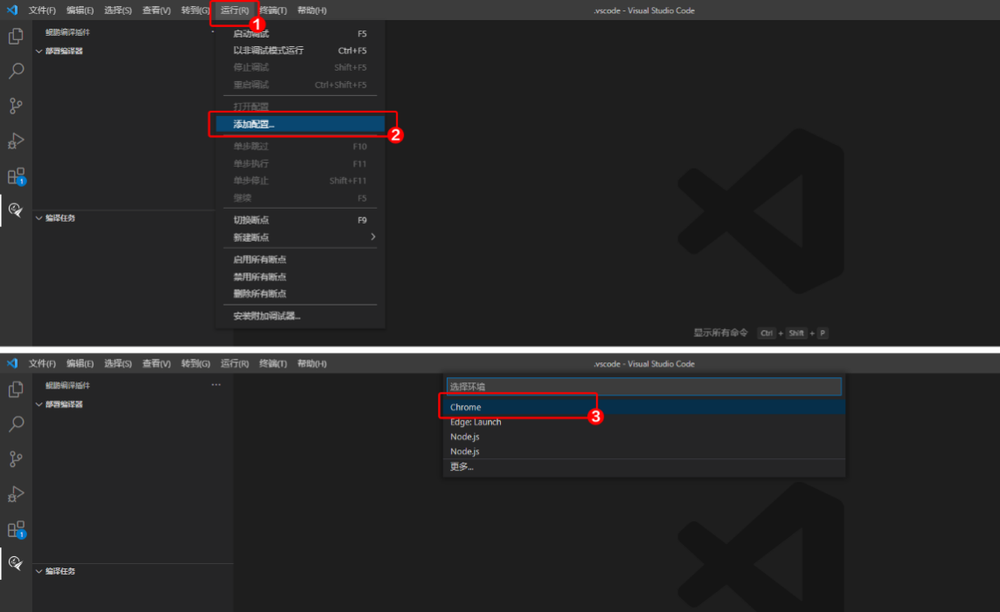 文件(F) 编辑(E) 选择(S) 查看(V) 转到(G) 运行(R) 终端(T) 帮助(H) .vscode - Visual Studio Code
1
鲲鹏编译插件
部署编译器
启动调试 F5
以非调试模式运行 Ctrl+F5
停止调试 Shift+F5
重启调试 Ctrl+Shift+F5
打开配置
添加配置...
2
单步跳过 F10
单步执行 F11
单步停止 Shift+F11
继续 F5
切换断点 F9
新建断点
启用所有断点
禁用所有断点
删除所有断点
安装附加调试器...
1
编译任务
显示所有命令 Ctrl + Shift + P
文件(F) 编辑(E) 选择(S) 查看(V) 转到(G) 运行(R) 终端(T) 帮助(H) .vscode - Visual Studio Code
鲲鹏编译插件 ...
部署编译器
选择环境
Chrome
3
Edge: Launch
Node.js
Node.js
更多...
1
编译任务